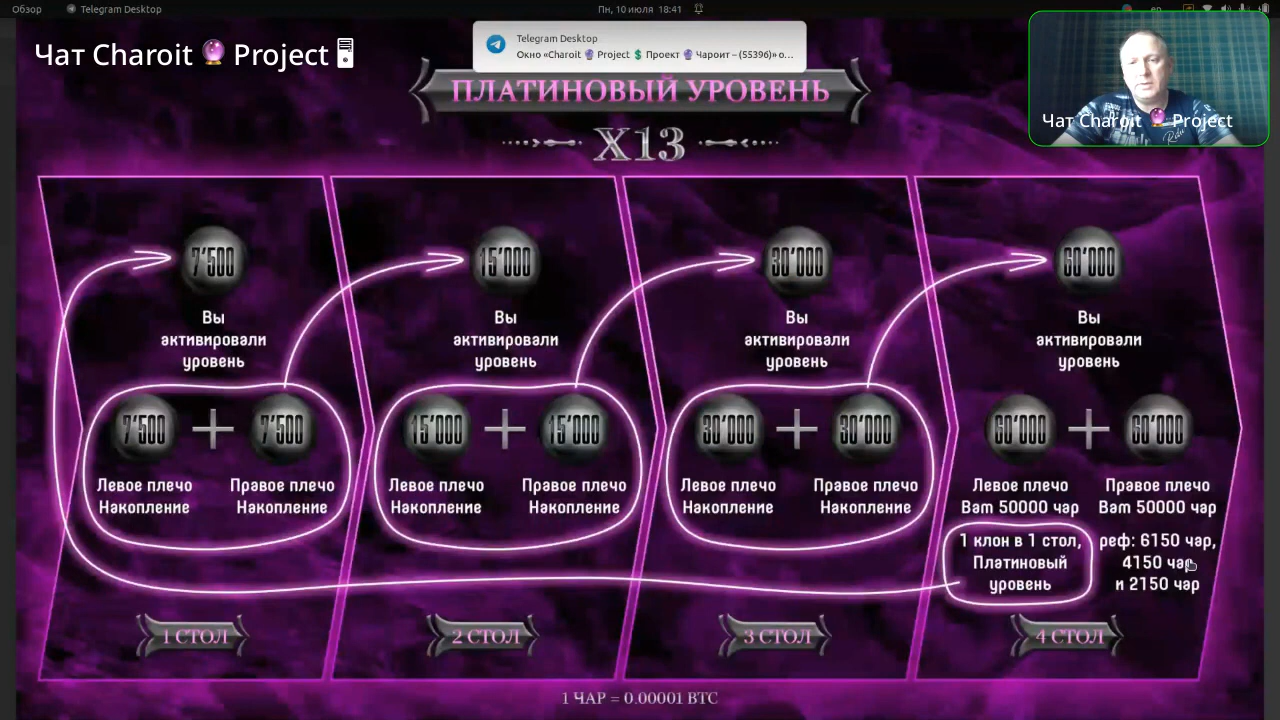 Обзор
Telegram Desktop
Пн, 10 июля 18:41
en
Чат Charoit 🔮 Project 🖥
Telegram Desktop
Окно «Charoit 🔮 Project 💲 Проект 🔮 Чароит – (55396)» о...
Чат Charoit 🔮 Project
ПЛАТИНОВЫЙ УРОВЕНЬ
X13
7'500
Вы
активировали
уровень
7'500 + 7'500
Левое плечо
Накопление
Правое плечо
Накопление
1 СТОЛ
15'000
Вы
активировали
уровень
15'000 + 15'000
Левое плечо
Накопление
Правое плечо
Накопление
2 СТОЛ
30'000
Вы
активировали
уровень
30'000 + 30'000
Левое плечо
Накопление
Правое плечо
Накопление
3 СТОЛ
60'000
Вы
активировали
уровень
60'000 + 60'000
Левое плечо
Вам 50000 чар
Правое плечо
Вам 50000 чар
1 клон в 1 стол,
Платиновый
уровень
реф: 6150 чар,
4150 чар
и 2150 чар
4 СТОЛ
1 ЧАР = 0.00001 BTC